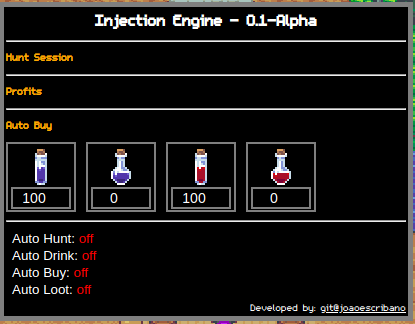 Injection Engine - 0.1-Alpha
Hunt Session
Profits
Auto Buy
100 0 100 0
Auto Hunt: off
Auto Drink: off
Auto Buy: off
Auto Loot: off
Developed by: git@joaoescribano